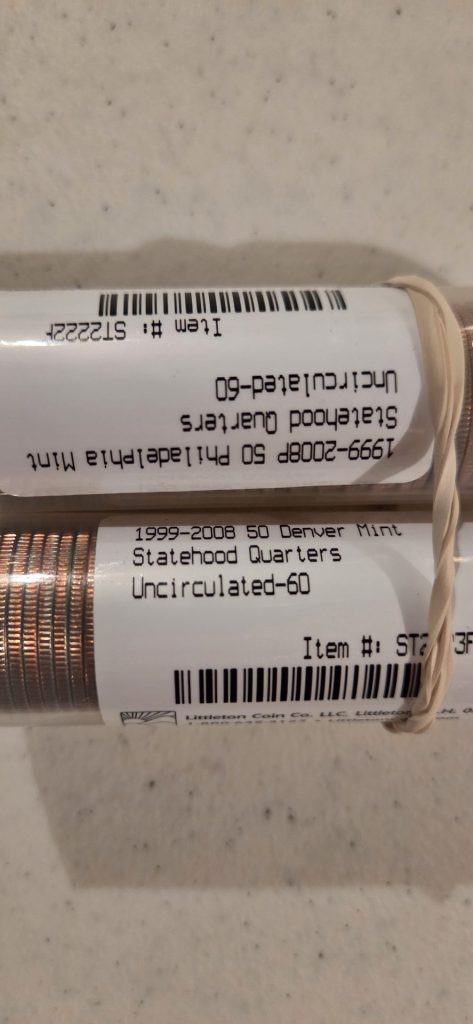 Item #: ST2222
Uncirculated-60
Statehood Quarters
1999-2008P 50 Philadelphia Mint
1999-2008 50 Denver Mint
Statehood Quarters
Uncirculated-60
Item #:
Littleton Coin Co. LLC, Littleton